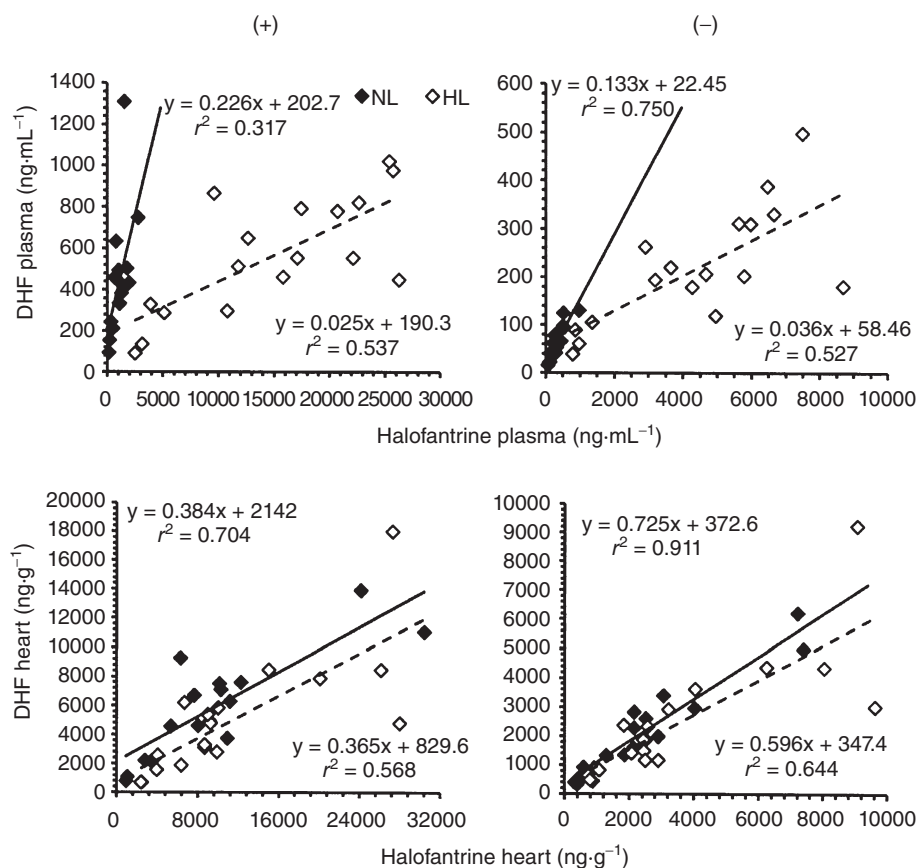 (+)
(−)
1400
1200
1000
800
600
400
200
0
DHF plasma (ng·mL⁻¹)
y = 0.226x + 202.7
r² = 0.317
NL
HL
y = 0.025x + 190.3
r² = 0.537
0
5000
10000
15000
20000
25000
30000
600
500
400
300
200
100
0
y = 0.133x + 22.45
r² = 0.750
y = 0.036x + 58.46
r² = 0.527
0
2000
4000
6000
8000
10000
Halofantrine plasma (ng·mL⁻¹)
20000
18000
16000
14000
12000
10000
8000
6000
4000
2000
0
DHF heart (ng·g⁻¹)
y = 0.384x + 2142
r² = 0.704
y = 0.365x + 829.6
r² = 0.568
0
8000
16000
24000
32000
10000
9000
8000
7000
6000
5000
4000
3000
2000
1000
0
y = 0.725x + 372.6
r² = 0.911
y = 0.596x + 347.4
r² = 0.644
0
2000
4000
6000
8000
10000
Halofantrine heart (ng·g⁻¹)